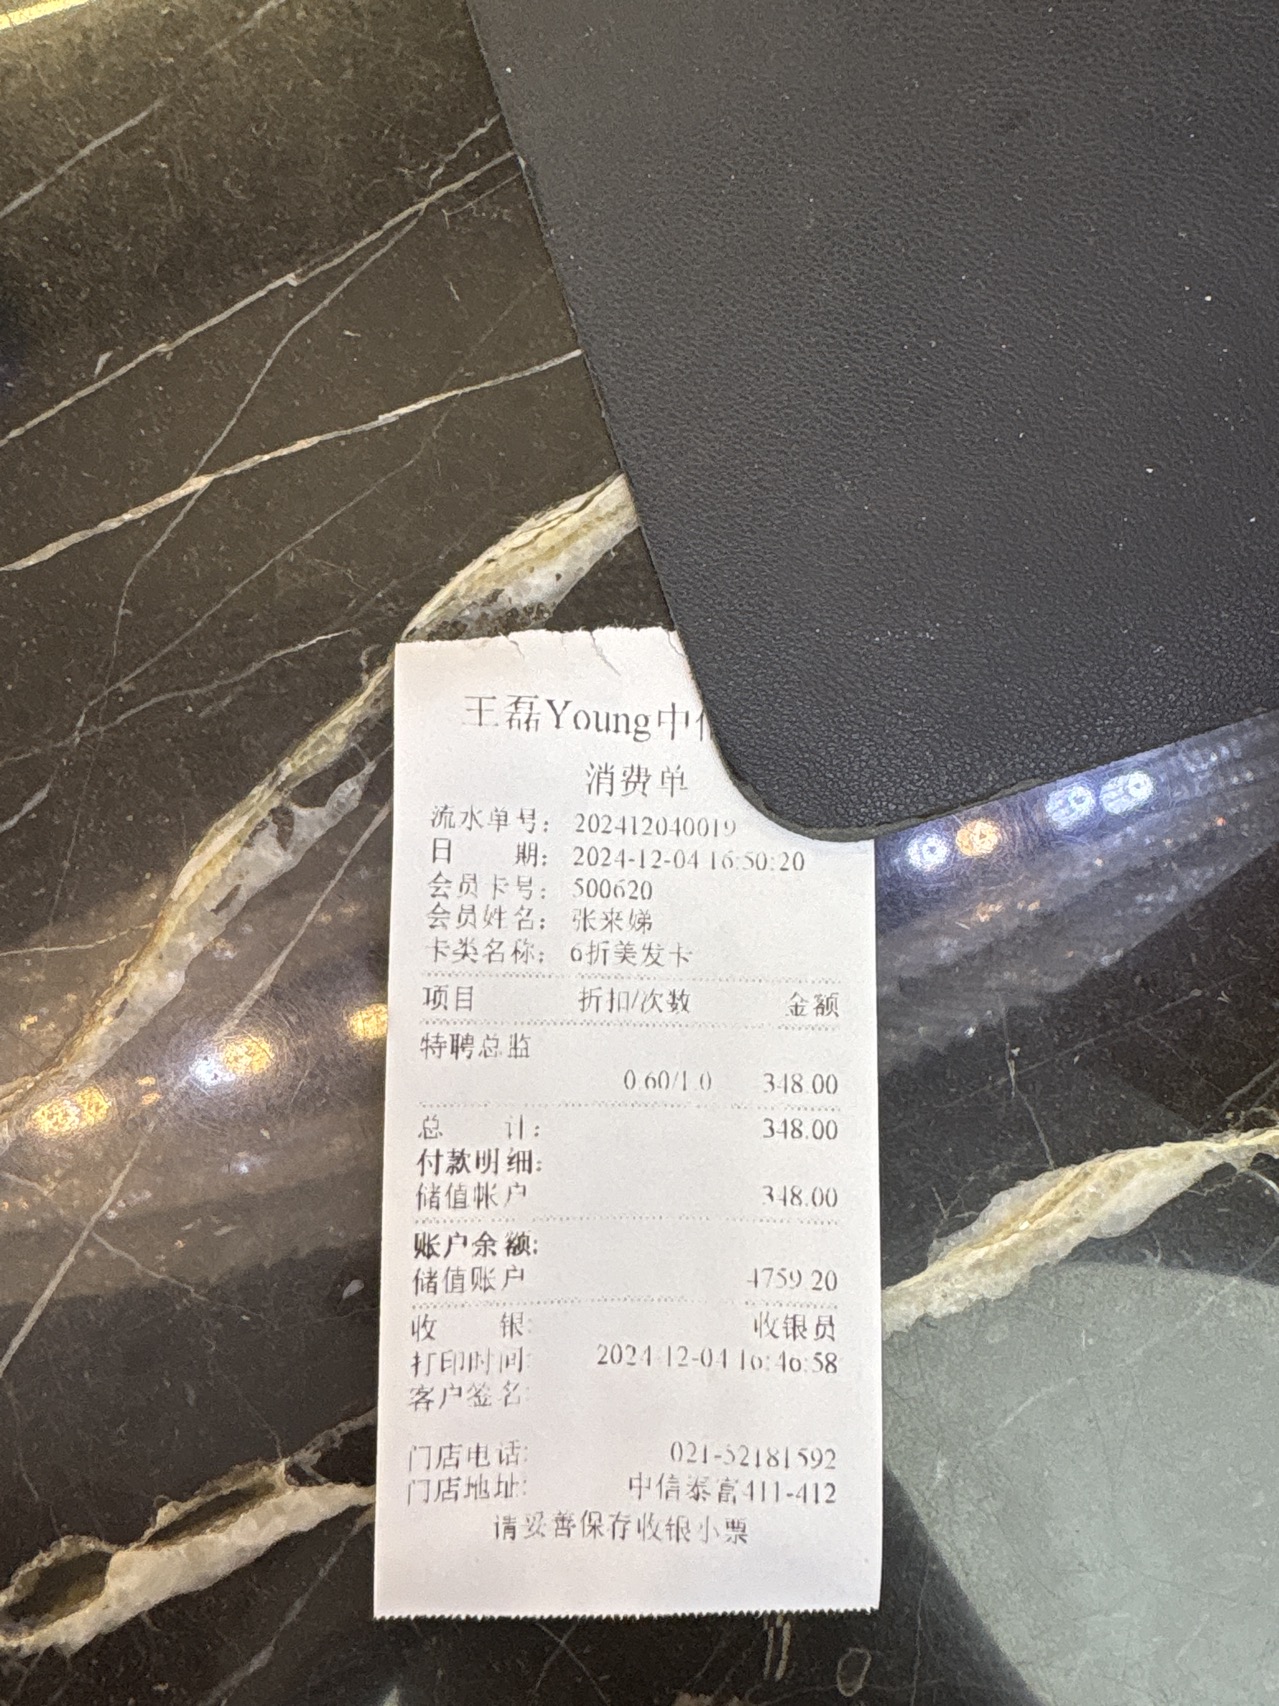 王磊Young中
消费单
流水单号： 202412040019
日 期： 2024-12-04 16:50:20
会员卡号： 500620
会员姓名： 张来娣
卡类名称： 6折美发卡
项目 折扣/次数 金额
特聘总监
0.60/1.0 348.00
总 计： 348.00
付款明细：
储值帐户 348.00
账户余额：
储值账户 4759.20
收 银： 收银员
打印时间： 2024-12-04 16:46:58
客户签名：
门店电话： 021-52181592
门店地址： 中信泰富411-412
请妥善保存收银小票